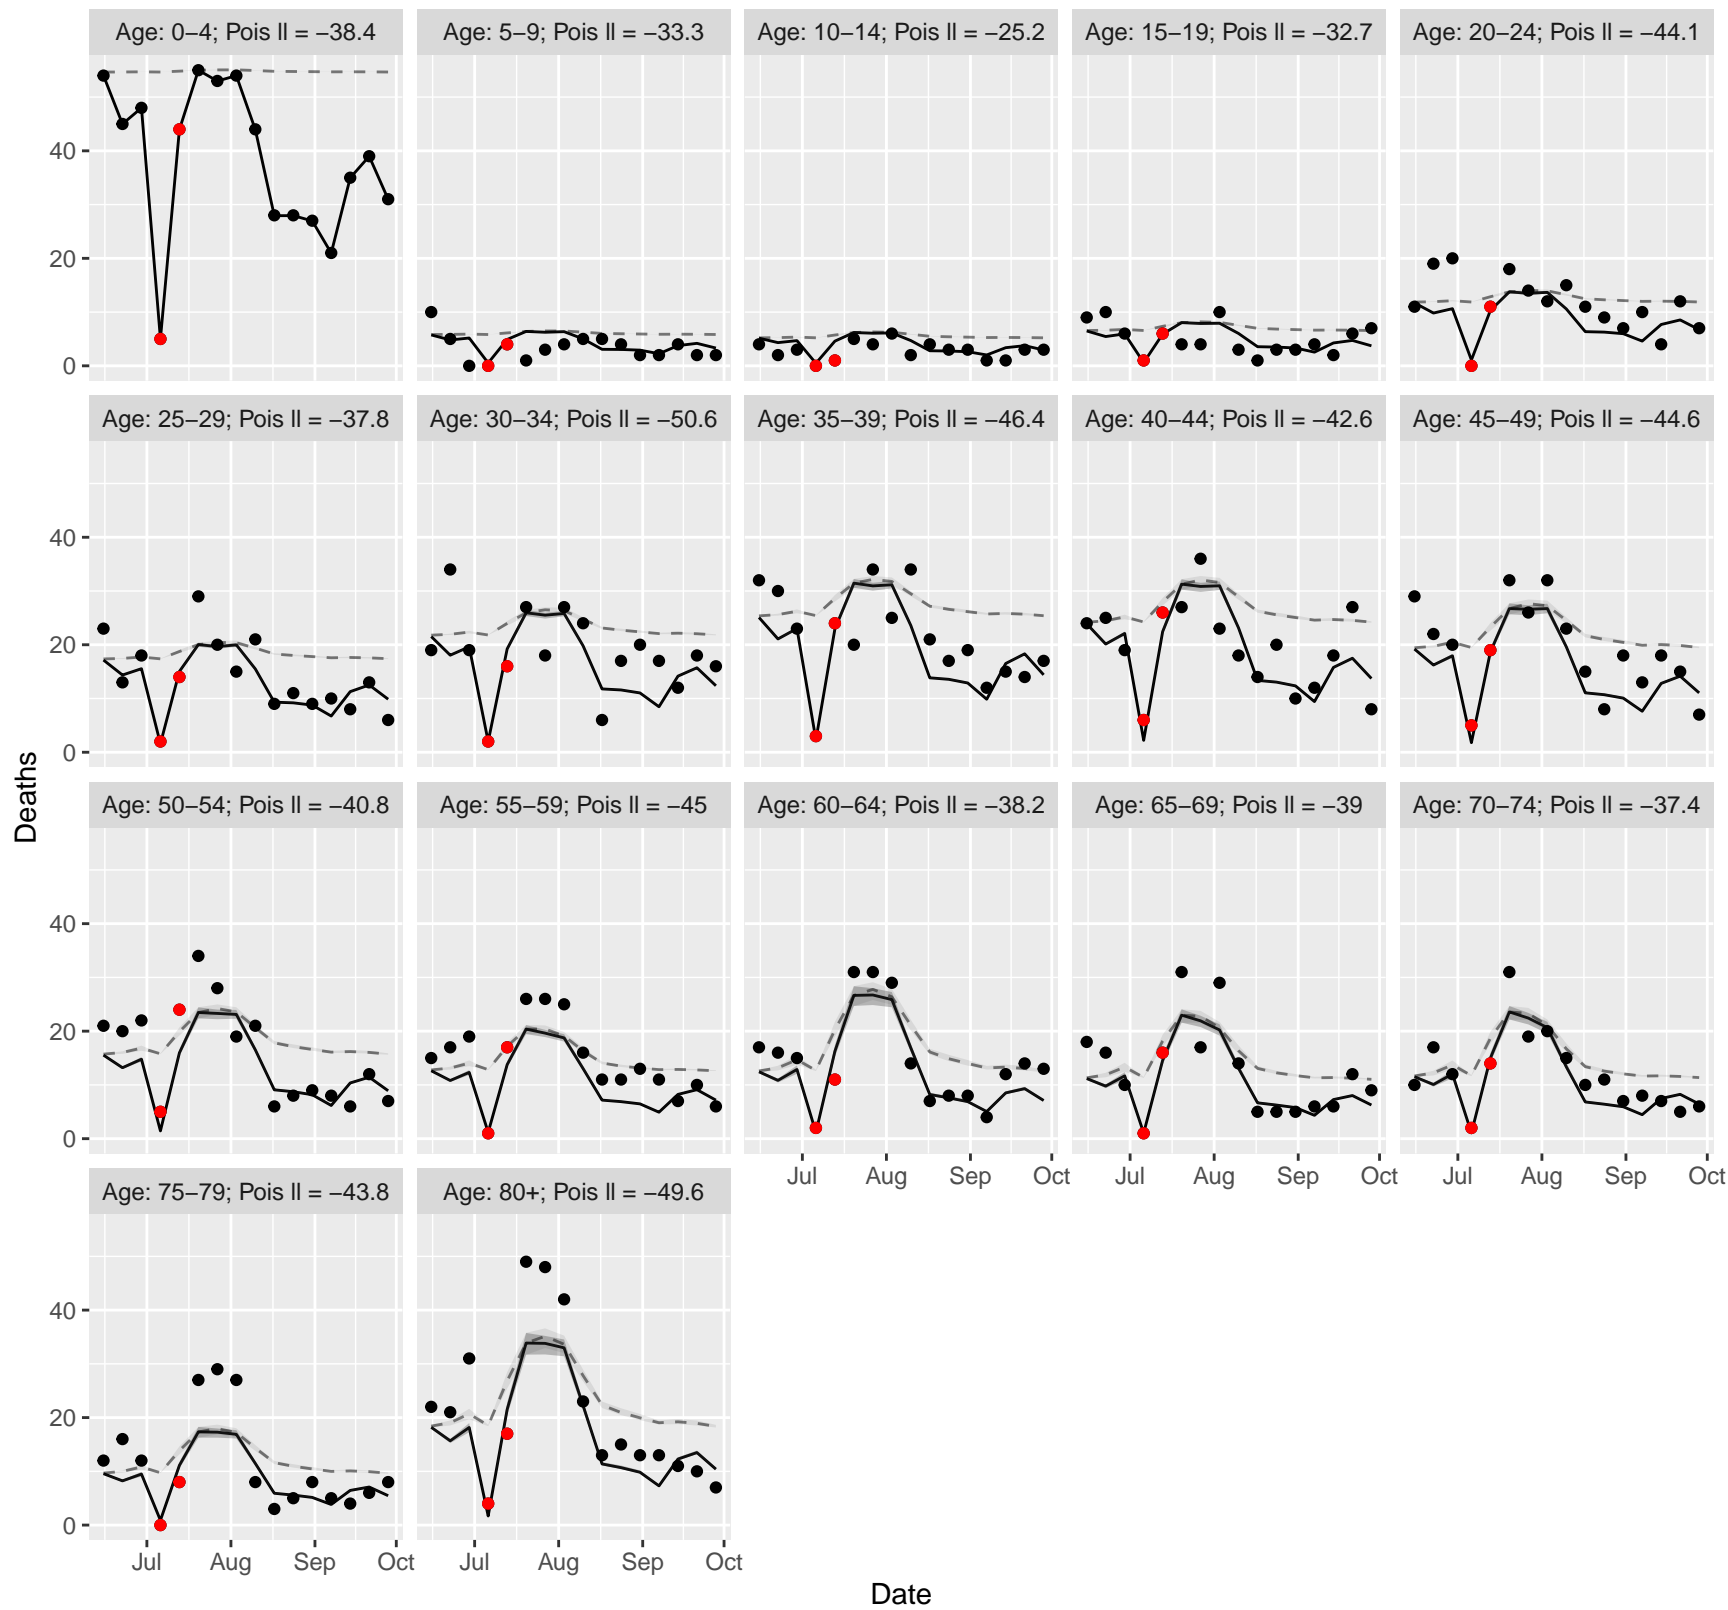 Age: 0−4; Pois ll = −38.4
Age: 5−9; Pois ll = −33.3
Age: 10−14; Pois ll = −25.2
Age: 15−19; Pois ll = −32.7
Age: 20−24; Pois ll = −44.1
40
20
0
Age: 25−29; Pois ll = −37.8
Age: 30−34; Pois ll = −50.6
Age: 35−39; Pois ll = −46.4
Age: 40−44; Pois ll = −42.6
Age: 45−49; Pois ll = −44.6
40
20
0
Deaths
Age: 50−54; Pois ll = −40.8
Age: 55−59; Pois ll = −45
Age: 60−64; Pois ll = −38.2
Age: 65−69; Pois ll = −39
Age: 70−74; Pois ll = −37.4
40
20
0
Jul Aug Sep Oct
Jul Aug Sep Oct
Jul Aug Sep Oct
Age: 75−79; Pois ll = −43.8
Age: 80+; Pois ll = −49.6
40
20
0
Jul Aug Sep Oct
Jul Aug Sep Oct
Date